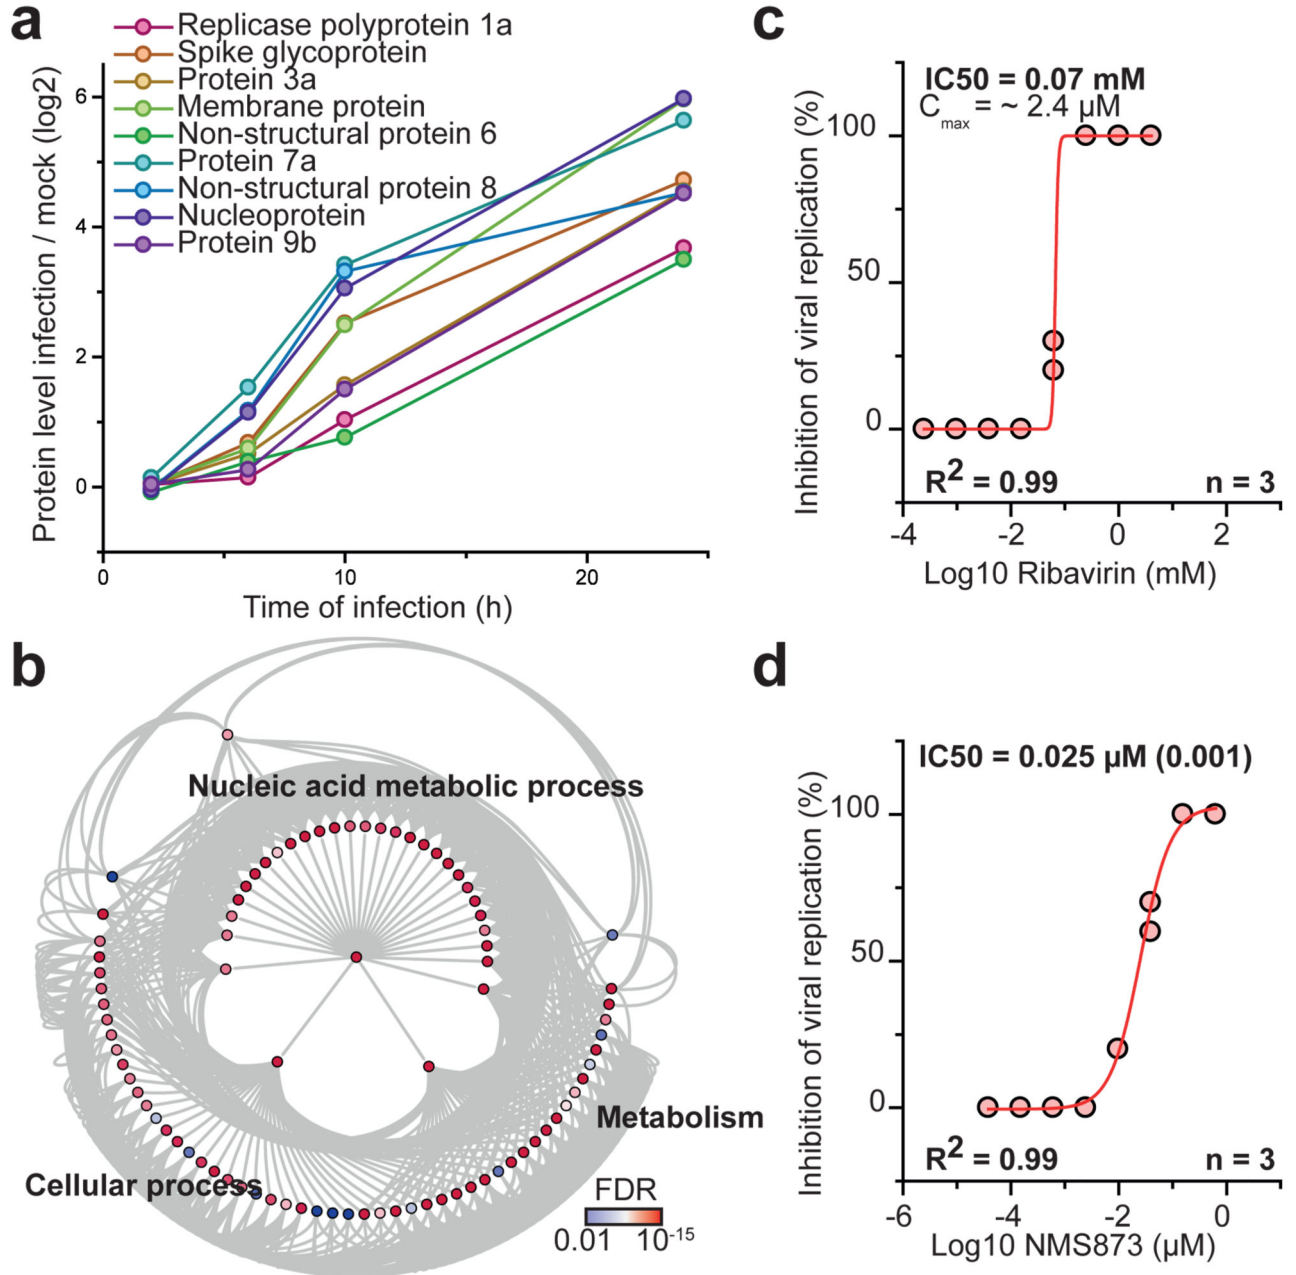 a
Replicase polyprotein 1a
Spike glycoprotein
Protein 3a
Membrane protein
Non-structural protein 6
Protein 7a
Non-structural protein 8
Nucleoprotein
Protein 9b
Protein level infection / mock (log2)
6
4
2
0
0 10 20
Time of infection (h)
b
Nucleic acid metabolic process
Metabolism
Cellular process
FDR
0.01 10-15
c
IC50 = 0.07 mM
Cmax = ~ 2.4 µM
Inhibition of viral replication (%)
100
50
0
R2 = 0.99 n = 3
-4 -2 0 2
Log10 Ribavirin (mM)
d
IC50 = 0.025 µM (0.001)
Inhibition of viral replication (%)
100
50
0
R2 = 0.99 n = 3
-6 -4 -2 0
Log10 NMS873 (µM)